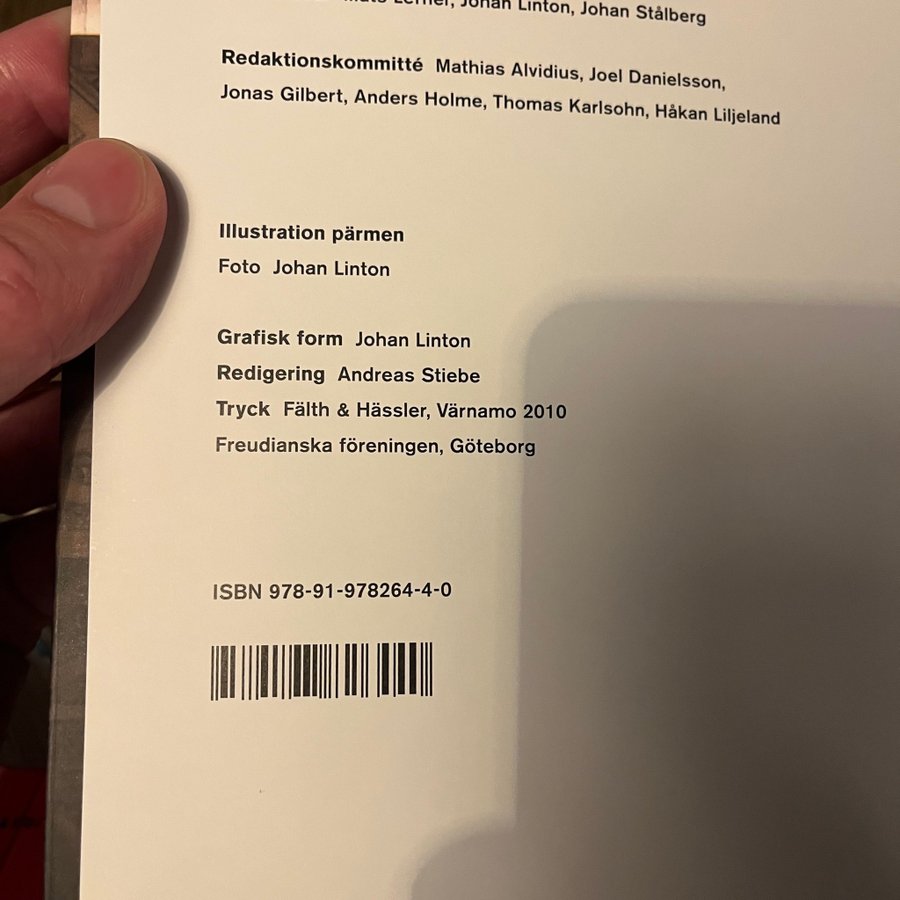 Johan Linton, Johan Stålberg
Redaktionskommitté Mathias Alvidius, Joel Danielsson,
Jonas Gilbert, Anders Holme, Thomas Karlsohn, Håkan Liljeland
Illustration pärmen
Foto Johan Linton
Grafisk form Johan Linton
Redigering Andreas Stiebe
Tryck Fälth & Hässler, Värnamo 2010
Freudianska föreningen, Göteborg
ISBN 978-91-978264-4-0